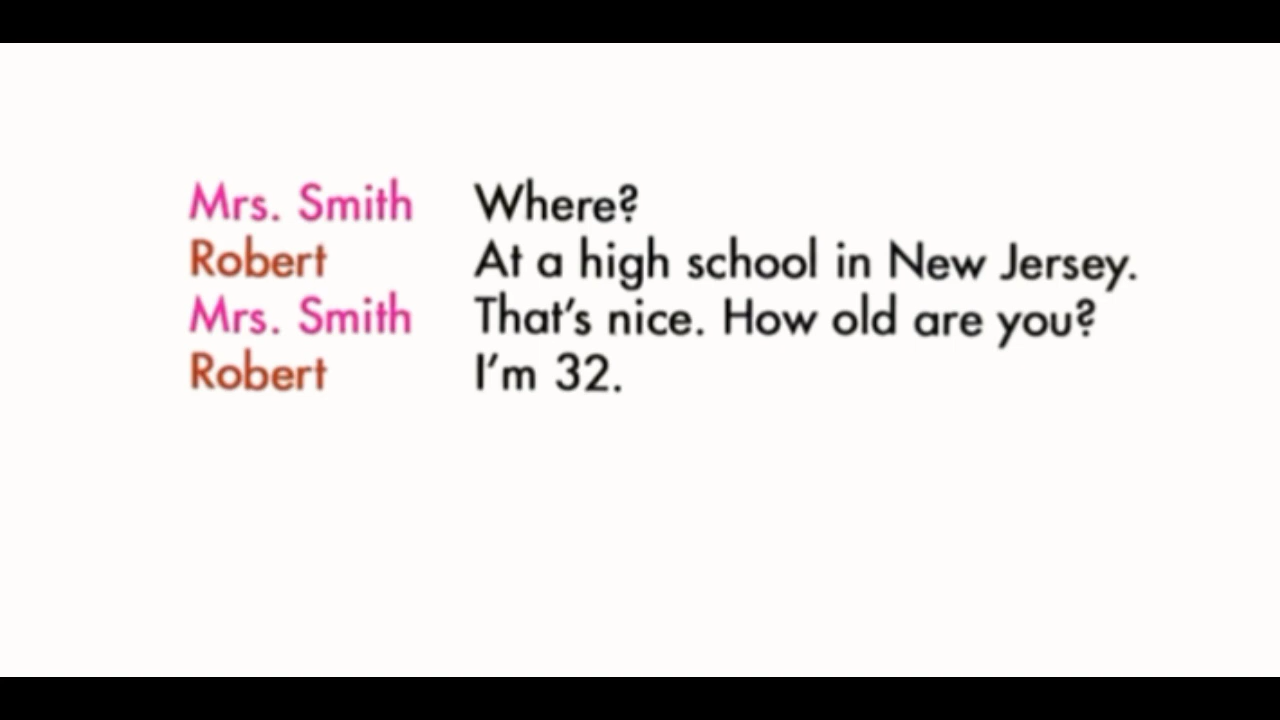 Mrs. Smith Where?
Robert At a high school in New Jersey.
Mrs. Smith That's nice. How old are you?
Robert I'm 32.